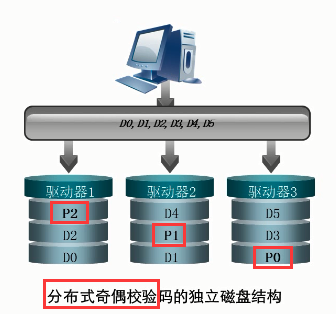 D0, D1, D2, D3, D4, D5
驱动器1 驱动器2 驱动器3
P2 D4 D5
D2 P1 D3
D0 D1 P0
分布式奇偶校验码的独立磁盘结构